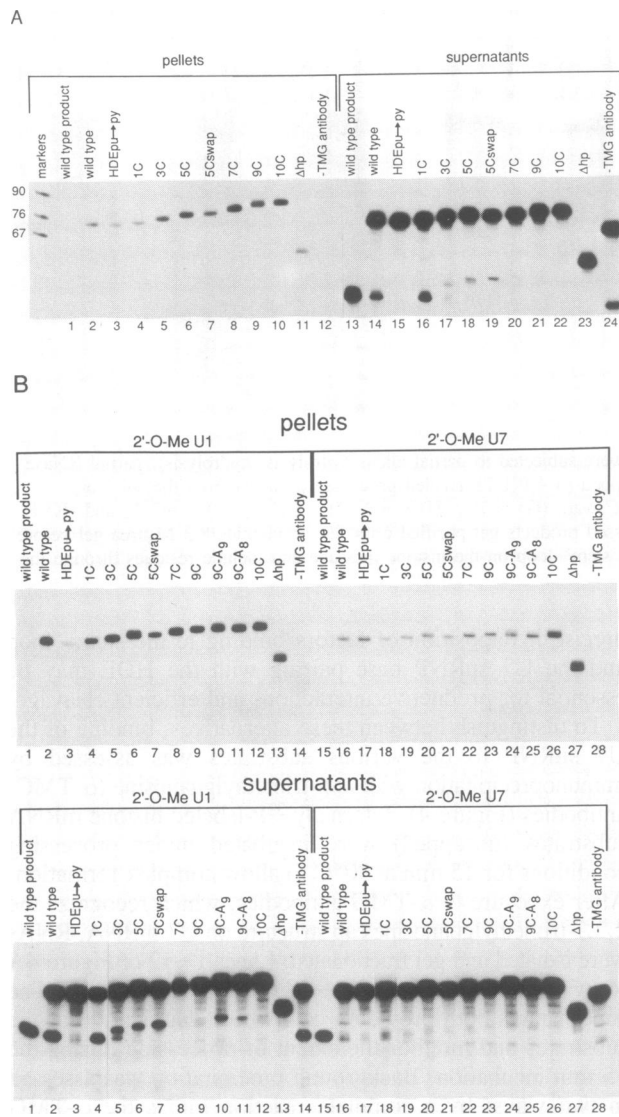 A
pellets
supernatants
markers
wild type product
wild type
HDEpu→py
1C
3C
5C
5Cswap
7C
9C
10C
Δhp
-TMG antibody
wild type product
wild type
HDEpu→py
1C
3C
5C
5Cswap
7C
9C
10C
Δhp
-TMG antibody
90
76
67
1 2 3 4 5 6 7 8 9 10 11 12 13 14 15 16 17 18 19 20 21 22 23 24
B
pellets
2'-O-Me U1
2'-O-Me U7
wild type product
wild type
HDEpu→py
1C
3C
5C
5Cswap
7C
9C
9C-A9
9C-A8
10C
Δhp
-TMG antibody
wild type product
wild type
HDEpu→py
1C
3C
5C
5Cswap
7C
9C
9C-A9
9C-A8
10C
Δhp
-TMG antibody
1 2 3 4 5 6 7 8 9 10 11 12 13 14 15 16 17 18 19 20 21 22 23 24 25 26 27 28
supernatants
2'-O-Me U1
2'-O-Me U7
wild type product
wild type
HDEpu→py
1C
3C
5C
5Cswap
7C
9C
9C-A9
9C-A8
10C
Δhp
-TMG antibody
wild type product
wild type
HDEpu→py
1C
3C
5C
5Cswap
7C
9C
9C-A9
9C-A8
10C
Δhp
-TMG antibody
1 2 3 4 5 6 7 8 9 10 11 12 13 14 15 16 17 18 19 20 21 22 23 24 25 26 27 28